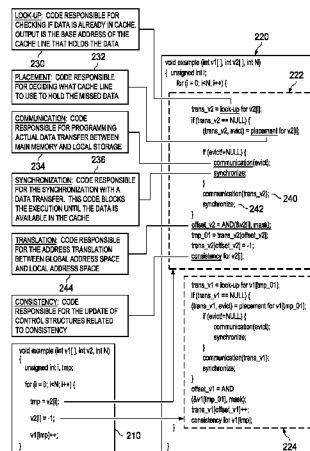 LOOK-UP: CODE RESPONSIBLE FOR
CHECKING IF DATA IS ALREADY IN CACHE.
OUTPUT IS THE BASE ADDRESS OF THE
CACHE LINE THAT HOLDS THE DATA
230
232
PLACEMENT: CODE RESPONSIBLE
FOR DECIDING WHAT CACHE LINE
TO USE TO HOLD THE MISSED DATA
COMMUNICATION: CODE
RESPONSIBLE FOR PROGRAMMING
ACTUAL DATA TRANSFER BETWEEN
MAIN MEMORY AND LOCAL STORAGE
234
236
SYNCHRONIZATION: CODE RESPONSIBLE
FOR THE SYNCHRONIZATION WITH A
DATA TRANSFER. THIS CODE BLOCKS
THE EXECUTION UNTIL THE DATA IS
AVAILABLE IN THE CACHE
TRANSLATION: CODE RESPONSIBLE
FOR THE ADDRESS TRANSLATION
BETWEEN GLOBAL ADDRESS SPACE
AND LOCAL ADDRESS SPACE
244
CONSISTENCY: CODE
RESPONSIBLE FOR THE UPDATE OF
CONTROL STRUCTURES RELATED
TO CONSISTENCY
void example (int v1[ ], int v2, int N)
{
unsigned int i, tmp;
for (i = 0; i<N; i++) {
tmp = v2[i];
v2[i] = -1;
v1[tmp]++;
}
}
210
220
void example (int v1[ ], int v2[ ], int N)
{ unsigned int i;
for (i = 0; i<N; i++) {
222
trans_v2 = look-up for v2[i];
if (trans_v2 == NULL) {
(trans_v2, evict) = placement for v2[i];
if (evict!=NULL) {
communication(evict);
synchronize;
}
communication(trans_v2);
240
synchronize;
242
}
offset_v2 = AND(&v2[i], mask);
tmp_01 = trans_v2[offset_v2];
trans_v2[offset_v2] = -1;
consistency for v2[i];
trans_v1 = look-up for v1[tmp_01];
if (trans_v1 == NULL) {
(trans_v1, evict) = placement for v1[tmp_01];
if (evict!=NULL) {
communication(evict);
synchronize;
}
communication(trans_v1);
synchronize;
}
offset_v1 = AND
(&v1[tmp_01], mask);
trans_v1[offset_v1]++;
consistency for v1[tmp];
}
}
224